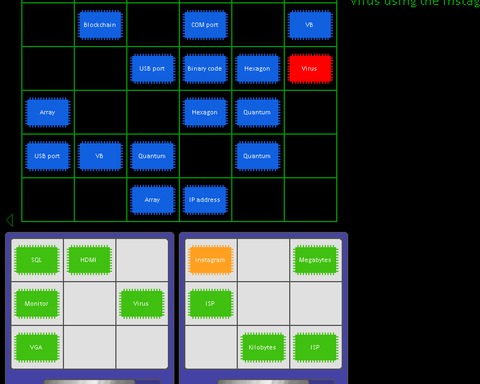 virus using the Instag
Blockchain COM port VB
USB port Binary code Hexagon Virus
Array Hexagon Quantum
USB port VB Quantum Quantum
Array IP address
SQL HDMI
Monitor Virus
VGA
Instagram Megabytes
ISP
Kilobytes ISP